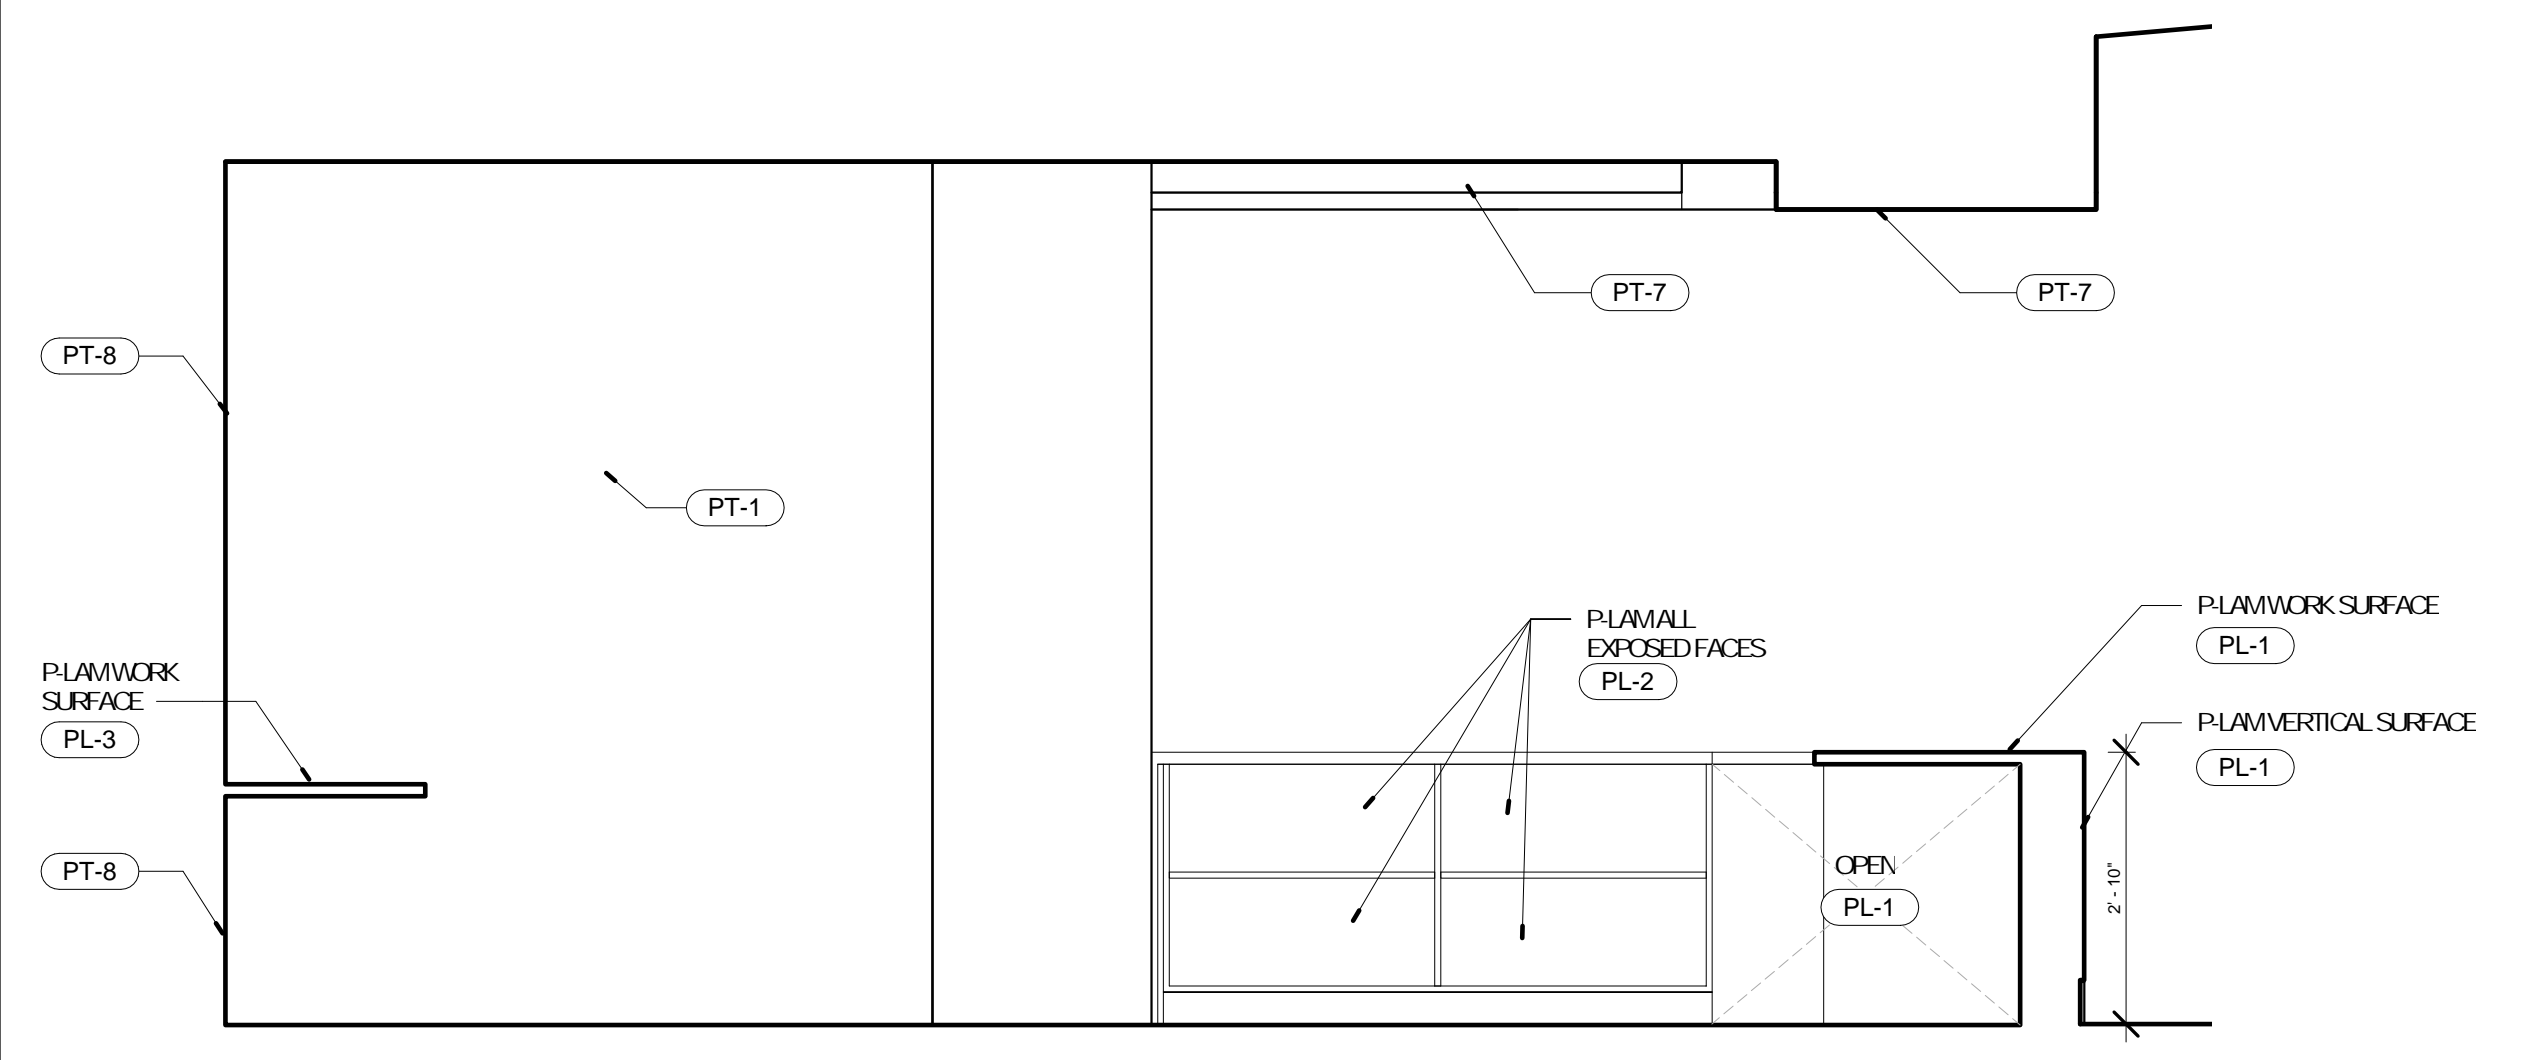 PT-7
PT-7
PT-8
PT-1
P-LAM WORK
SURFACE
PL-3
P-LAM ALL
EXPOSED FACES
PL-2
P-LAM WORK SURFACE
PL-1
P-LAM VERTICAL SURFACE
PL-1
PT-8
OPEN
PL-1
2' - 10"